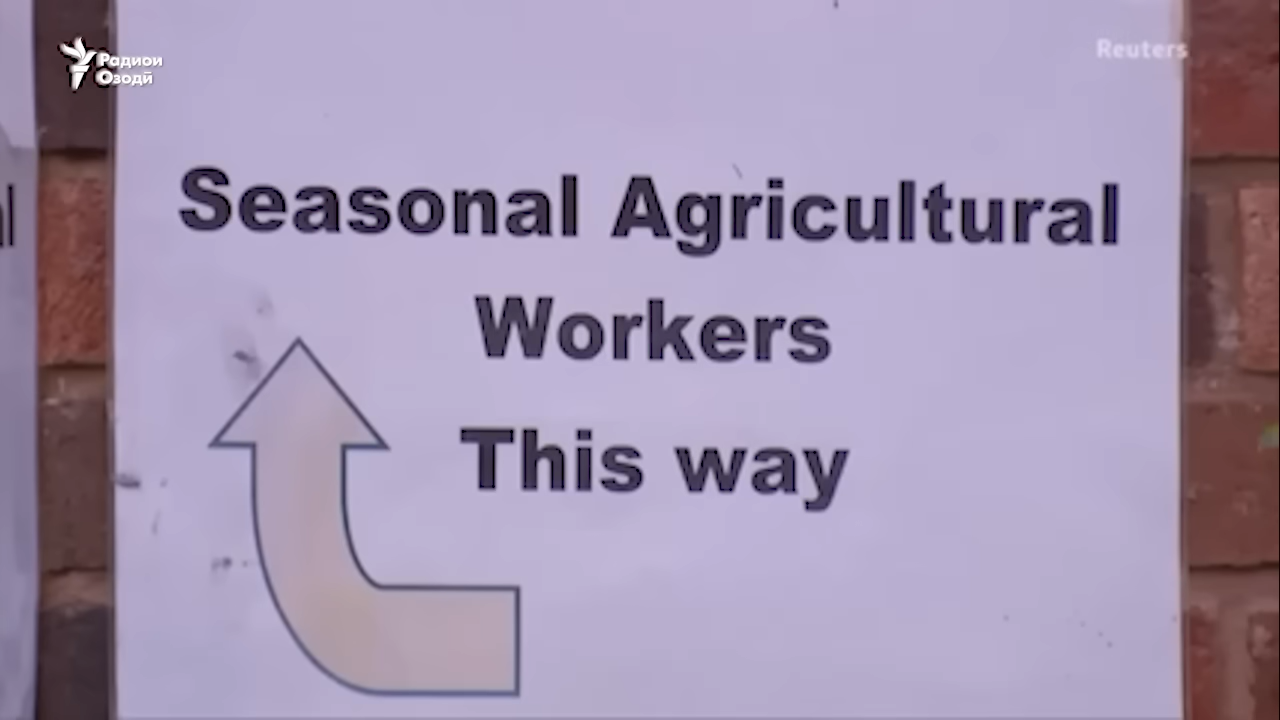 Радиои
Озодӣ
Reuters
Seasonal Agricultural
Workers
This way